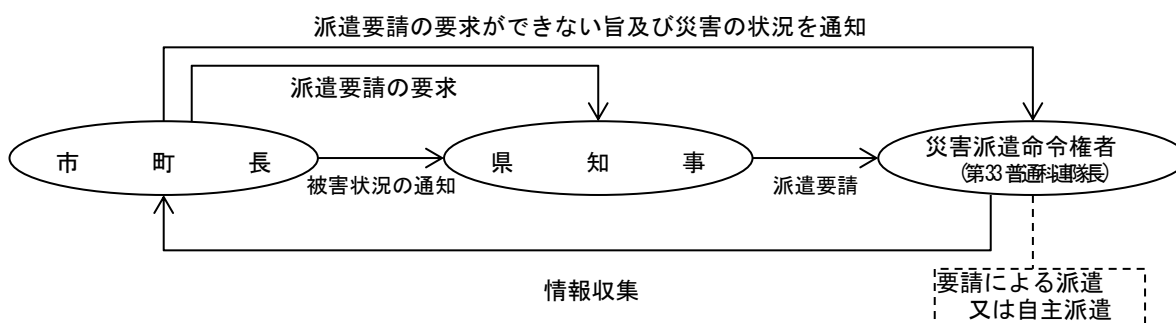 派遣要請の要求ができない旨及び災害の状況を通知
派遣要請の要求
市町長
被害状況の通知
県知事
派遣要請
災害派遣命令権者
(第33普通科連隊長)
情報収集
要請による派遣
又は自主派遣